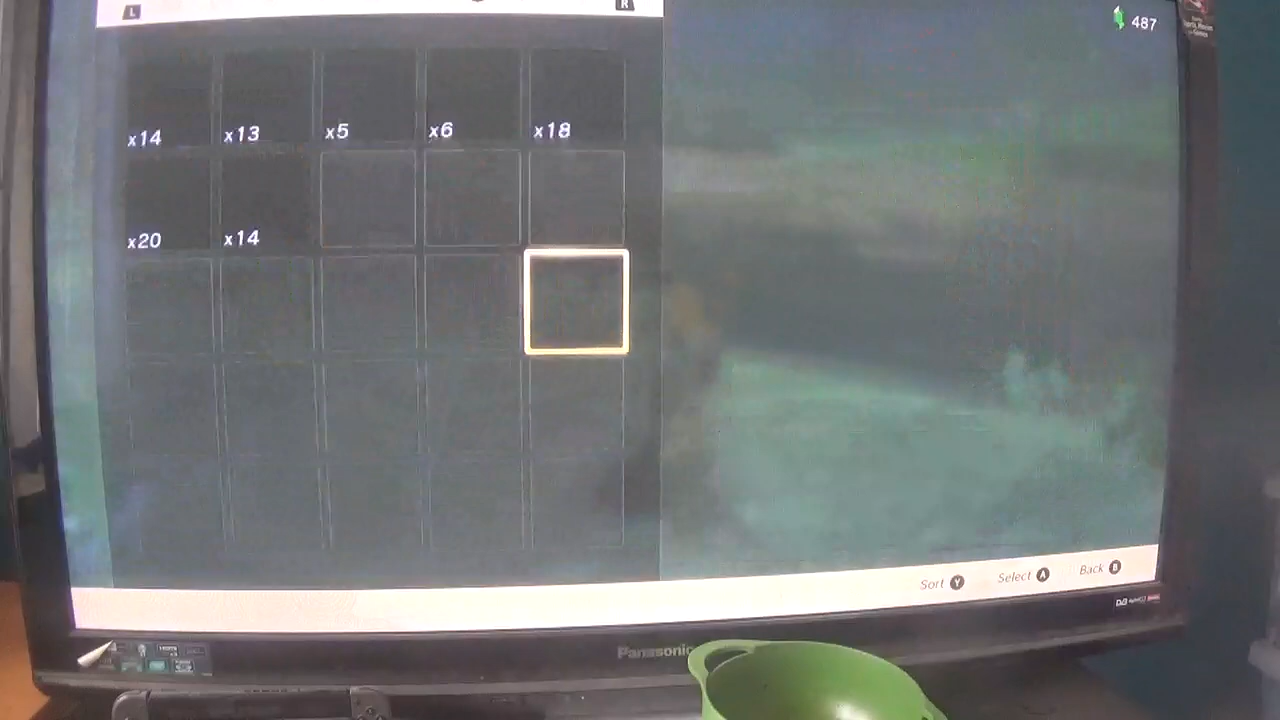 L R
487
x14 x13 x5 x6 x18
x20 x14
Sort Y Select A Back B
Panasonic